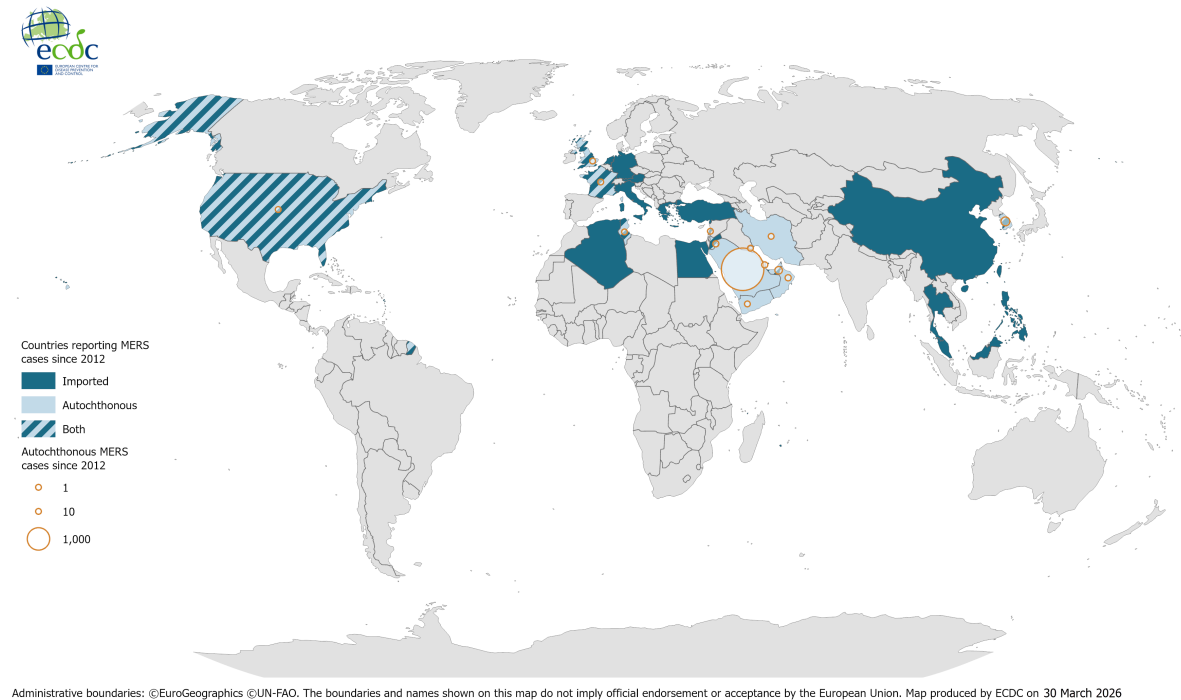 ecdc
EUROPEAN CENTRE FOR
DISEASE PREVENTION
AND CONTROL
Countries reporting MERS
cases since 2012
Imported
Autochthonous
Both
Autochthonous MERS
cases since 2012
1
10
1,000
Administrative boundaries: ©EuroGeographics ©UN-FAO. The boundaries and names shown on this map do not imply official endorsement or acceptance by the European Union. Map produced by ECDC on 30 March 2026